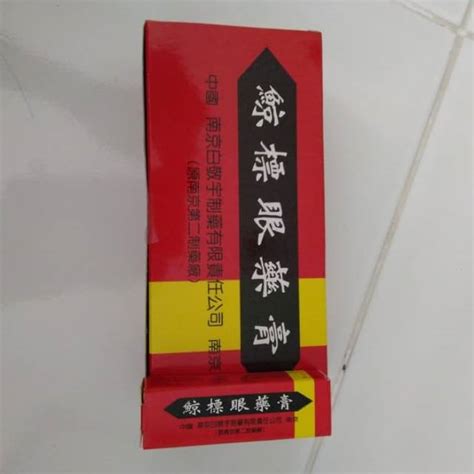 鯨標眼藥膏
中國 南京白敬宇制藥有限責任公司 南京
(原南京第二制藥廠)
鯨標眼藥膏